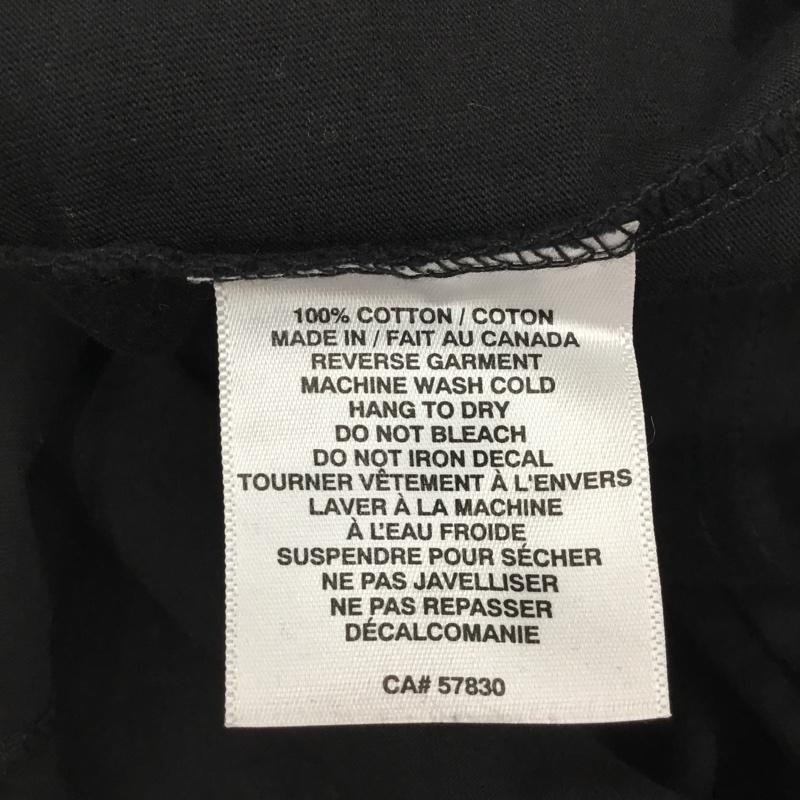 100% COTTON / COTON
MADE IN / FAIT AU CANADA
REVERSE GARMENT
MACHINE WASH COLD
HANG TO DRY
DO NOT BLEACH
DO NOT IRON DECAL
TOURNER VÊTEMENT À L'ENVERS
LAVER À LA MACHINE
À L'EAU FROIDE
SUSPENDRE POUR SÉCHER
NE PAS JAVELLISER
NE PAS REPASSER
DÉCALCOMANIE
CA# 57830